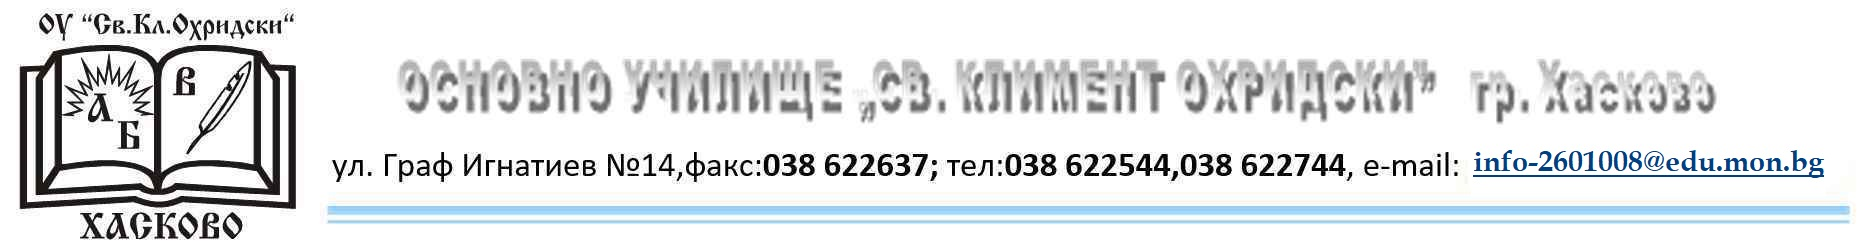 ОУ “Св.Кл.Охридски“
А
Б
В
ХАСКОВО
ОСНОВНО УЧИЛИЩЕ „СВ. КЛИМЕНТ ОХРИДСКИ” гр. Хасково
ул. Граф Игнатиев №14,факс:038 622637; тел:038 622544,038 622744, e-mail: info-2601008@edu.mon.bg